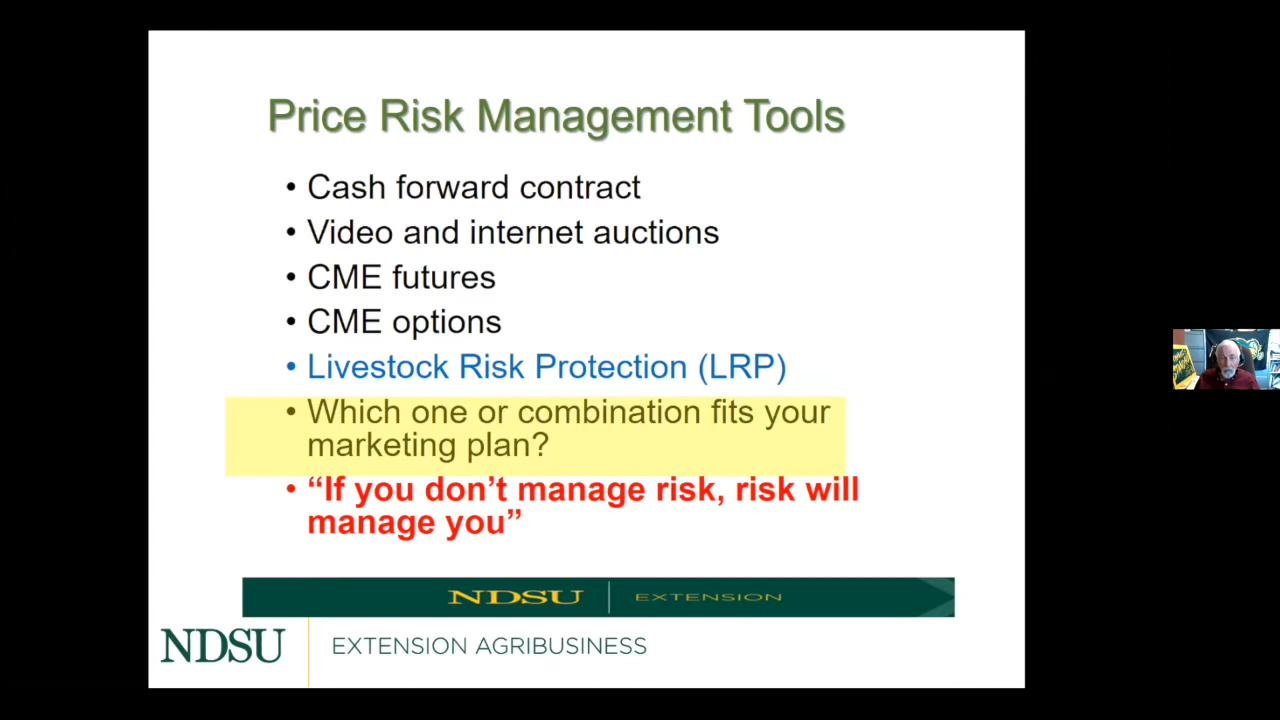 Price Risk Management Tools
• Cash forward contract
• Video and internet auctions
• CME futures
• CME options
• Livestock Risk Protection (LRP)
• Which one or combination fits your
marketing plan?
• “If you don’t manage risk, risk will
manage you”
NDSU EXTENSION
NDSU EXTENSION AGRIBUSINESS